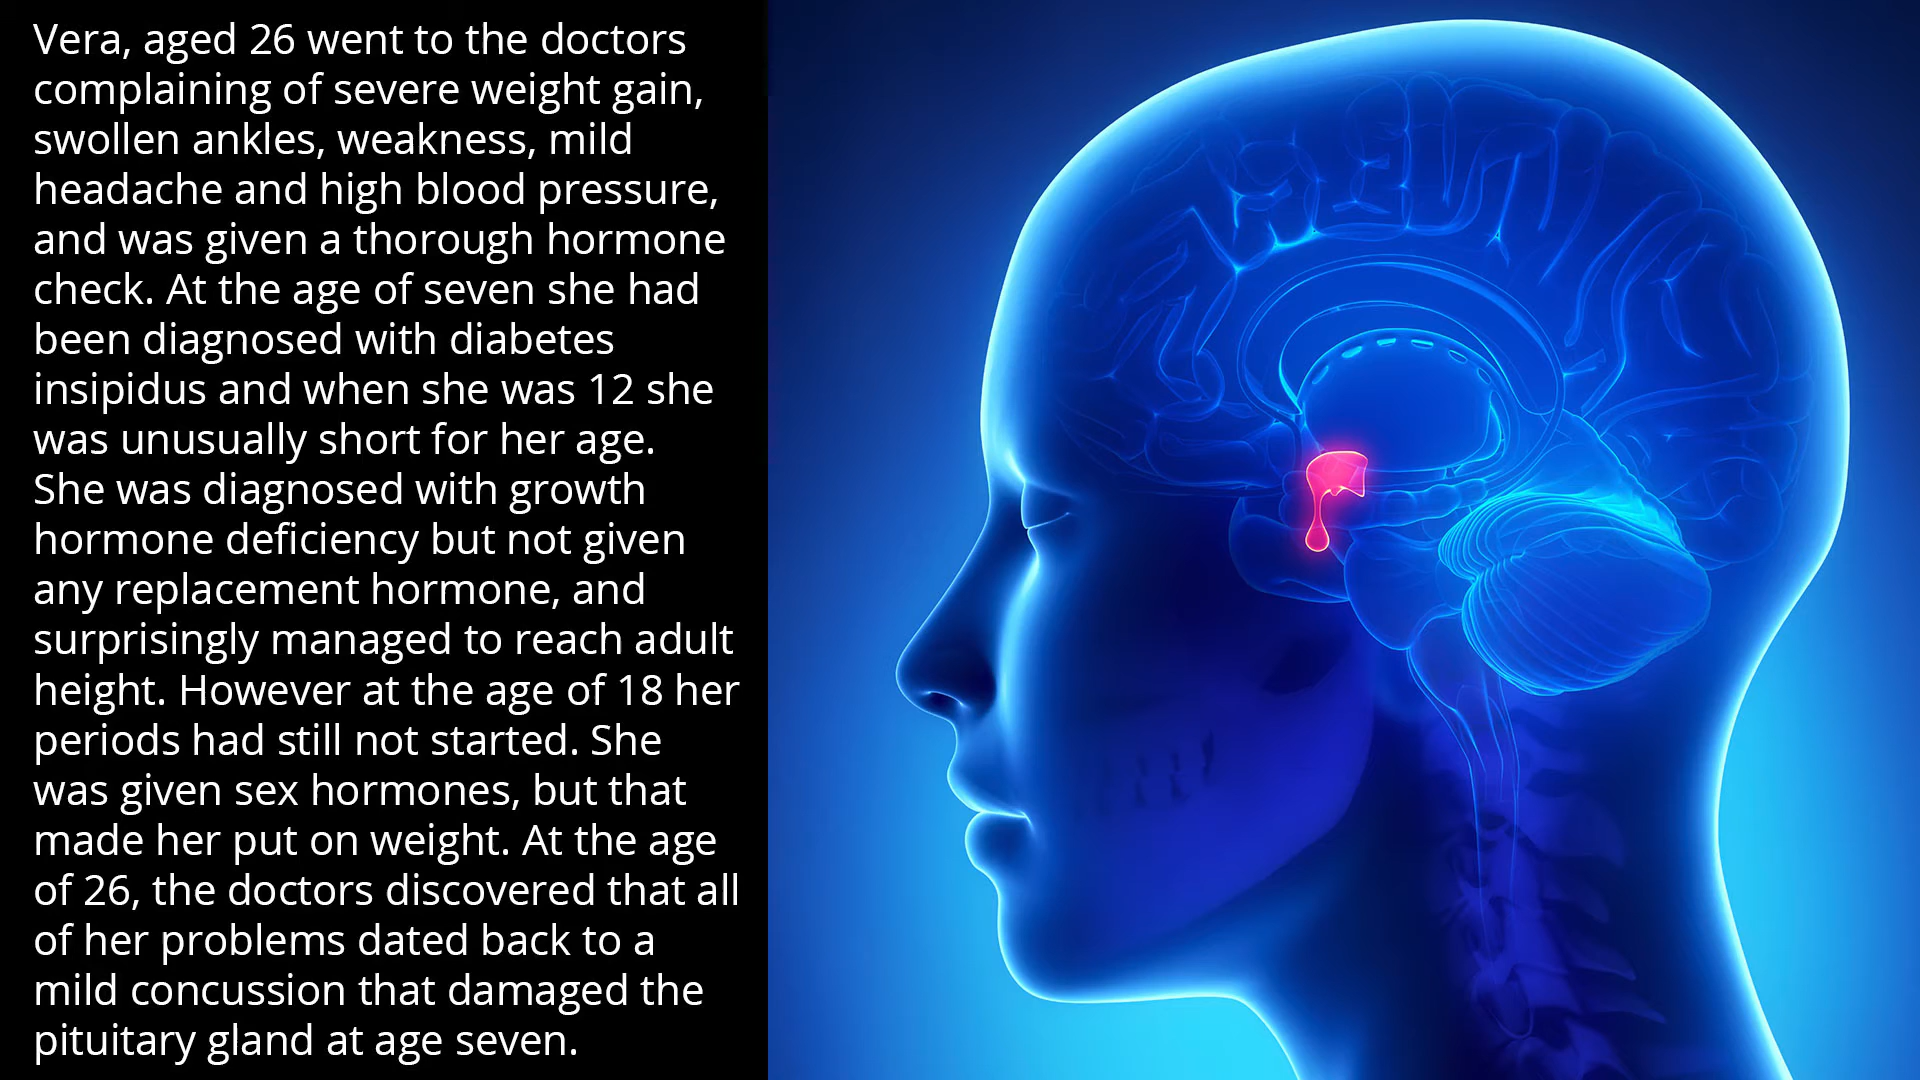 Vera, aged 26 went to the doctors
complaining of severe weight gain,
swollen ankles, weakness, mild
headache and high blood pressure,
and was given a thorough hormone
check. At the age of seven she had
been diagnosed with diabetes
insipidus and when she was 12 she
was unusually short for her age.
She was diagnosed with growth
hormone deficiency but not given
any replacement hormone, and
surprisingly managed to reach adult
height. However at the age of 18 her
periods had still not started. She
was given sex hormones, but that
made her put on weight. At the age
of 26, the doctors discovered that all
of her problems dated back to a
mild concussion that damaged the
pituitary gland at age seven.